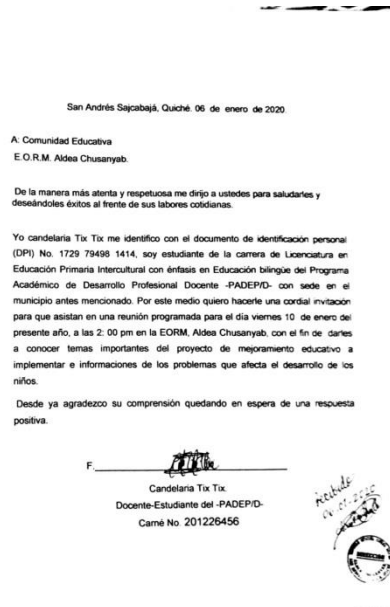 San Andrés Sajcabajá, Quiché. 06 de enero de 2020.
A: Comunidad Educativa
E.O.R.M. Aldea Chusanyab.
De la manera más atenta y respetuosa me dirijo a ustedes para saludarles y
deseándoles éxitos al frente de sus labores cotidianas.
Yo candelaria Tix Tix me identifico con el documento de identificación personal
(DPI) No. 1729 79498 1414, soy estudiante de la carrera de Licenciatura en
Educación Primaria Intercultural con énfasis en Educación bilingüe del Programa
Académico de Desarrollo Profesional Docente -PADEP/D- con sede en el
municipio antes mencionado. Por este medio quiero hacerle una cordial invitación
para que asistan en una reunión programada para el día viernes 10 de enero del
presente año, a las 2: 00 pm en la EORM, Aldea Chusanyab, con el fin de darles
a conocer temas importantes del proyecto de mejoramiento educativo a
implementar e informaciones de los problemas que afecta el desarrollo de los
niños.
Desde ya agradezco su comprensión quedando en espera de una respuesta
positiva.
F.
Candelaria Tix Tix.
Docente-Estudiante del -PADEP/D-
Carné No. 201226456
recibido
06-01-2020